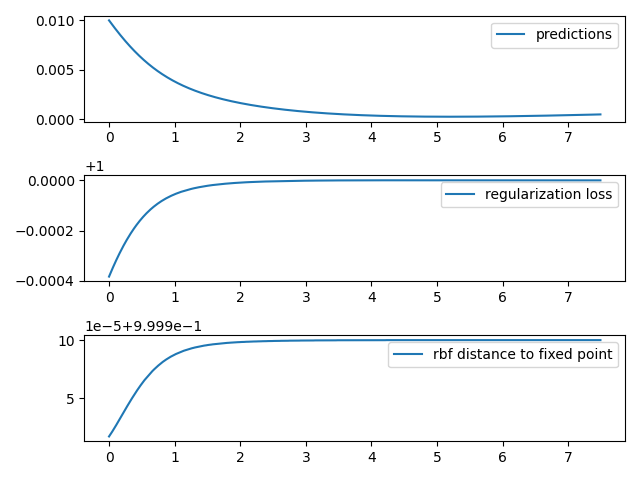 0.010
0.005
0.000
predictions
0 1 2 3 4 5 6 7
+1
0.0000
−0.0002
−0.0004
regularization loss
0 1 2 3 4 5 6 7
1e−5+9.999e−1
10
5
rbf distance to fixed point
0 1 2 3 4 5 6 7